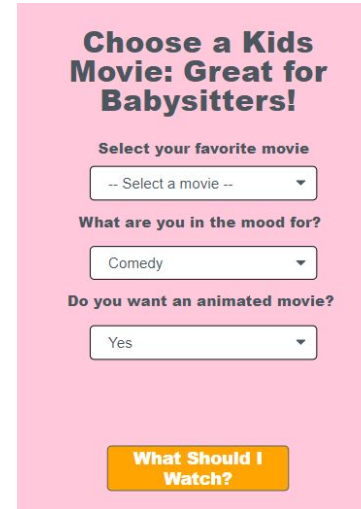 Choose a Kids
Movie: Great for
Babysitters!
Select your favorite movie
-- Select a movie --
What are you in the mood for?
Comedy
Do you want an animated movie?
Yes
What Should I
Watch?